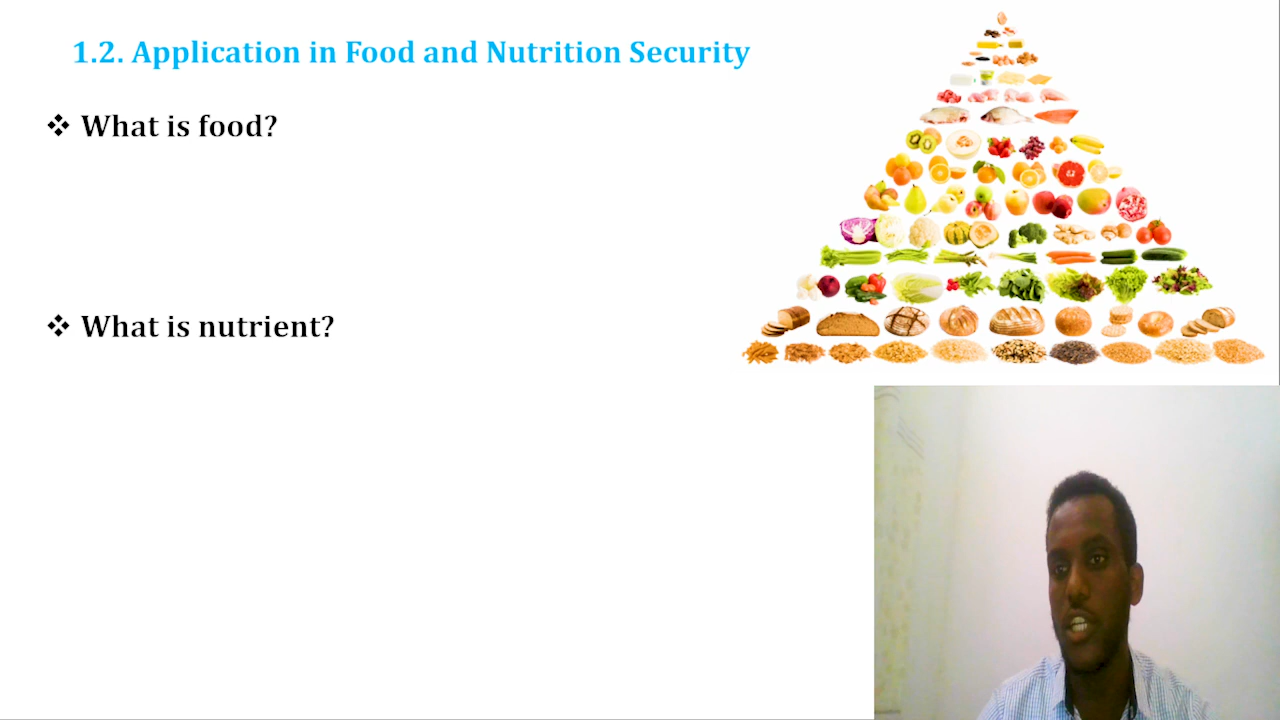 1.2. Application in Food and Nutrition Security
❖ What is food?
❖ What is nutrient?